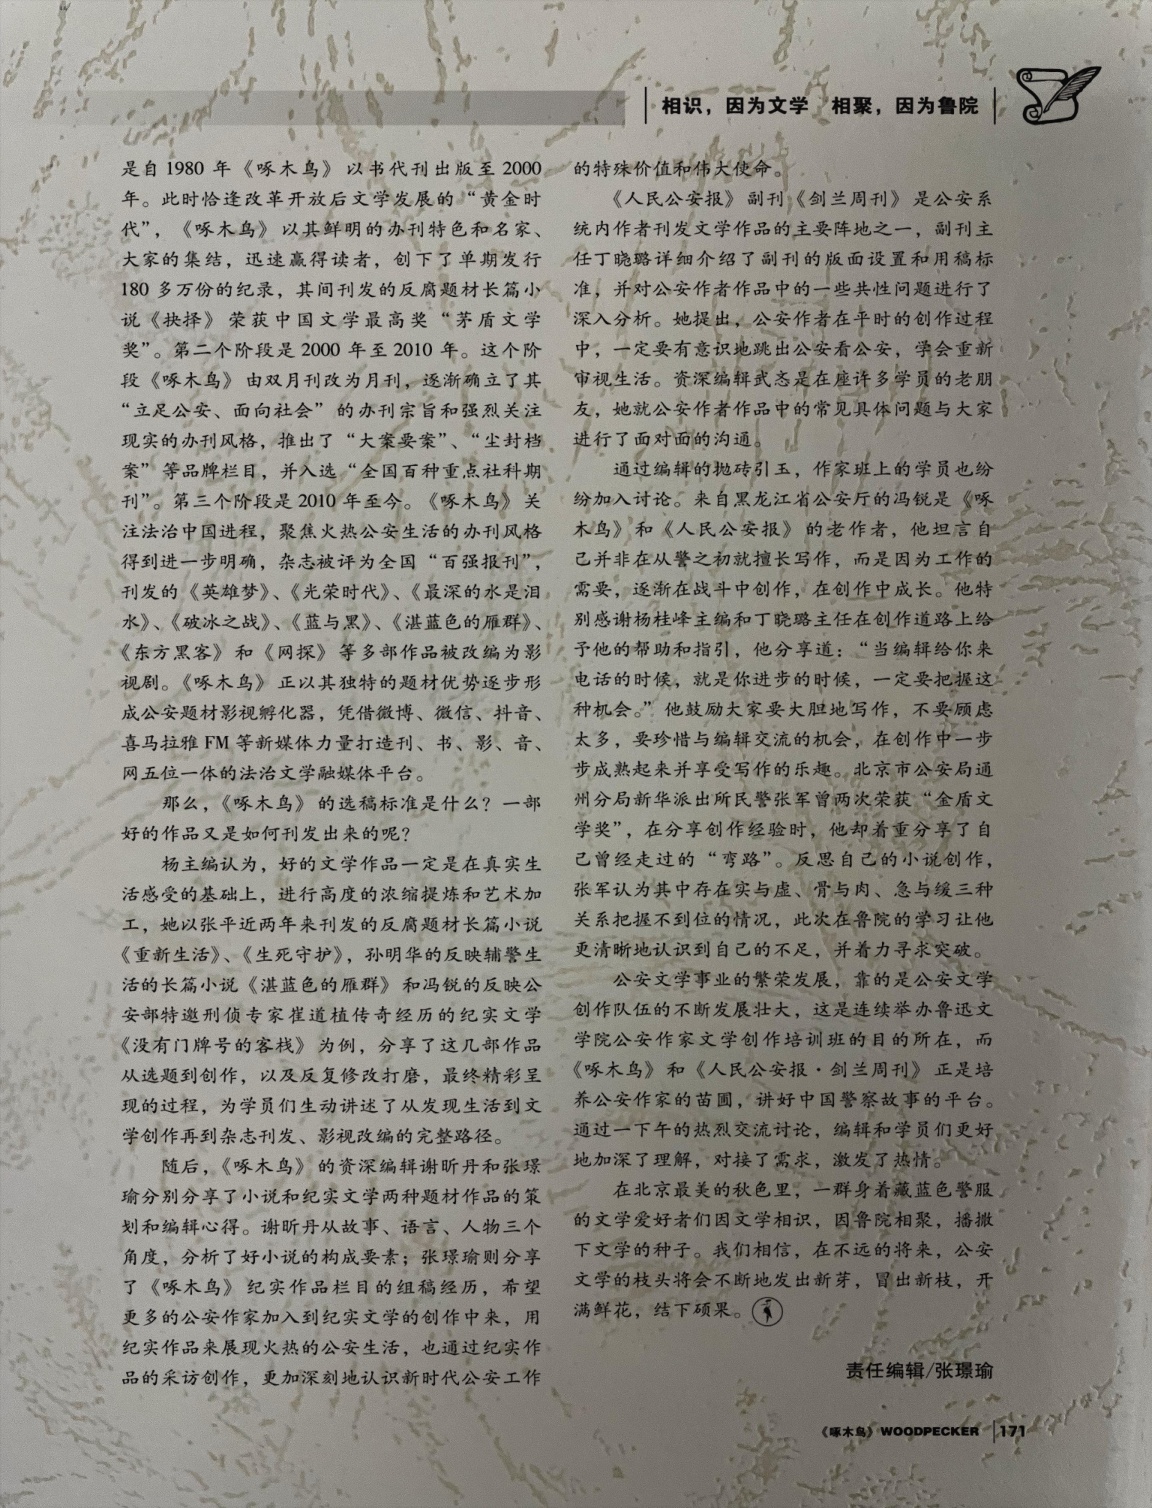 相识，因为文学　相聚，因为鲁院
是自 1980 年《啄木鸟》以书代刊出版至 2000
年。此时恰逢改革开放后文学发展的“黄金时
代”，《啄木鸟》以其鲜明的办刊特色和名家、
大家的集结，迅速赢得读者，创下了单期发行
180 多万份的纪录，其间刊发的反腐题材长篇小
说《抉择》荣获中国文学最高奖“茅盾文学
奖”。第二个阶段是 2000 年至 2010 年。这个阶
段《啄木鸟》由双月刊改为月刊，逐渐确立了其
“立足公安、面向社会”的办刊宗旨和强烈关注
现实的办刊风格，推出了“大案要案”、“尘封档
案”等品牌栏目，并入选“全国百种重点社科期
刊”。第三个阶段是 2010 年至今。《啄木鸟》关
注法治中国进程，聚焦火热公安生活的办刊风格
得到进一步明确，杂志被评为全国“百强报刊”，
刊发的《英雄梦》、《光荣时代》、《最深的水是泪
水》、《破冰之战》、《蓝与黑》、《湛蓝色的雁群》、
《东方黑客》和《网探》等多部作品被改编为影
视剧。《啄木鸟》正以其独特的题材优势逐步形
成公安题材影视孵化器，凭借微博、微信、抖音、
喜马拉雅 FM 等新媒体力量打造刊、书、影、音、
网五位一体的法治文学融媒体平台。
那么，《啄木鸟》的选稿标准是什么？一部
好的作品又是如何刊发出来的呢？
杨主编认为，好的文学作品一定是在真实生
活感受的基础上，进行高度的浓缩提炼和艺术加
工，她以张平近两年来刊发的反腐题材长篇小说
《重新生活》、《生死守护》，孙明华的反映辅警生
活的长篇小说《湛蓝色的雁群》和冯锐的反映公
安部特邀刑侦专家崔道植传奇经历的纪实文学
《没有门牌号的客栈》为例，分享了这几部作品
从选题到创作，以及反复修改打磨，最终精彩呈
现的过程，为学员们生动讲述了从发现生活到文
学创作再到杂志刊发、影视改编的完整路径。
随后，《啄木鸟》的资深编辑谢昕丹和张璟
瑜分别分享了小说和纪实文学两种题材作品的策
划和编辑心得。谢昕丹从故事、语言、人物三个
角度，分析了好小说的构成要素；张璟瑜则分享
了《啄木鸟》纪实作品栏目的组稿经历，希望
更多的公安作家加入到纪实文学的创作中来，用
纪实作品来展现火热的公安生活，也通过纪实作
品的采访创作，更加深刻地认识新时代公安工作
的特殊价值和伟大使命。
《人民公安报》副刊《剑兰周刊》是公安系
统内作者刊发文学作品的主要阵地之一，副刊主
任丁晓璐详细介绍了副刊的版面设置和用稿标
准，并对公安作者作品中的一些共性问题进行了
深入分析。她提出，公安作者在平时的创作过程
中，一定要有意识地跳出公安看公安，学会重新
审视生活。资深编辑武忞是在座许多学员的老朋
友，她就公安作者作品中的常见具体问题与大家
进行了面对面的沟通。
通过编辑的抛砖引玉，作家班上的学员也纷
纷加入讨论。来自黑龙江省公安厅的冯锐是《啄
木鸟》和《人民公安报》的老作者，他坦言自
己并非在从警之初就擅长写作，而是因为工作的
需要，逐渐在战斗中创作，在创作中成长。他特
别感谢杨桂峰主编和丁晓璐主任在创作道路上给
予他的帮助和指引，他分享道：“当编辑给你来
电话的时候，就是你进步的时候，一定要把握这
种机会。”他鼓励大家要大胆地写作，不要顾虑
太多，要珍惜与编辑交流的机会，在创作中一步
步成熟起来并享受写作的乐趣。北京市公安局通
州分局新华派出所民警张军曾两次荣获“金盾文
学奖”，在分享创作经验时，他却着重分享了自
己曾经走过的“弯路”。反思自己的小说创作，
张军认为其中存在实与虚、骨与肉、急与缓三种
关系把握不到位的情况，此次在鲁院的学习让他
更清晰地认识到自己的不足，并着力寻求突破。
公安文学事业的繁荣发展，靠的是公安文学
创作队伍的不断发展壮大，这是连续举办鲁迅文
学院公安作家文学创作培训班的目的所在，而
《啄木鸟》和《人民公安报·剑兰周刊》正是培
养公安作家的苗圃，讲好中国警察故事的平台。
通过一下午的热烈交流讨论，编辑和学员们更好
地加深了理解，对接了需求，激发了热情。
在北京最美的秋色里，一群身着藏蓝色警服
的文学爱好者们因文学相识，因鲁院相聚，播撒
下文学的种子。我们相信，在不远的将来，公安
文学的枝头将会不断地发出新芽，冒出新枝，开
满鲜花，结下硕果。
责任编辑/张璟瑜
《啄木鸟》WOODPECKER 171